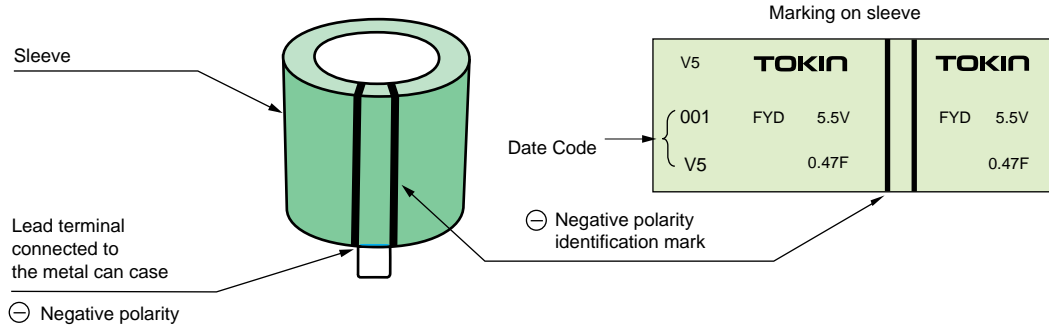 Marking on sleeve
Sleeve
V5 TOKIN TOKIN
001 FYD 5.5V FYD 5.5V
Date Code
V5 0.47F 0.47F
Lead terminal
connected to
the metal can case
⊖ Negative polarity
identification mark
⊖ Negative polarity